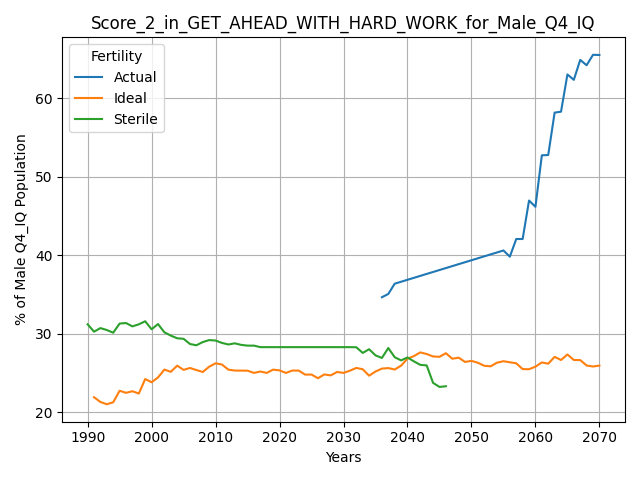 Score_2_in_GET_AHEAD_WITH_HARD_WORK_for_Male_Q4_IQ
Fertility
Actual
Ideal
Sterile
% of Male Q4_IQ Population
60
50
40
30
20
1990 2000 2010 2020 2030 2040 2050 2060 2070
Years